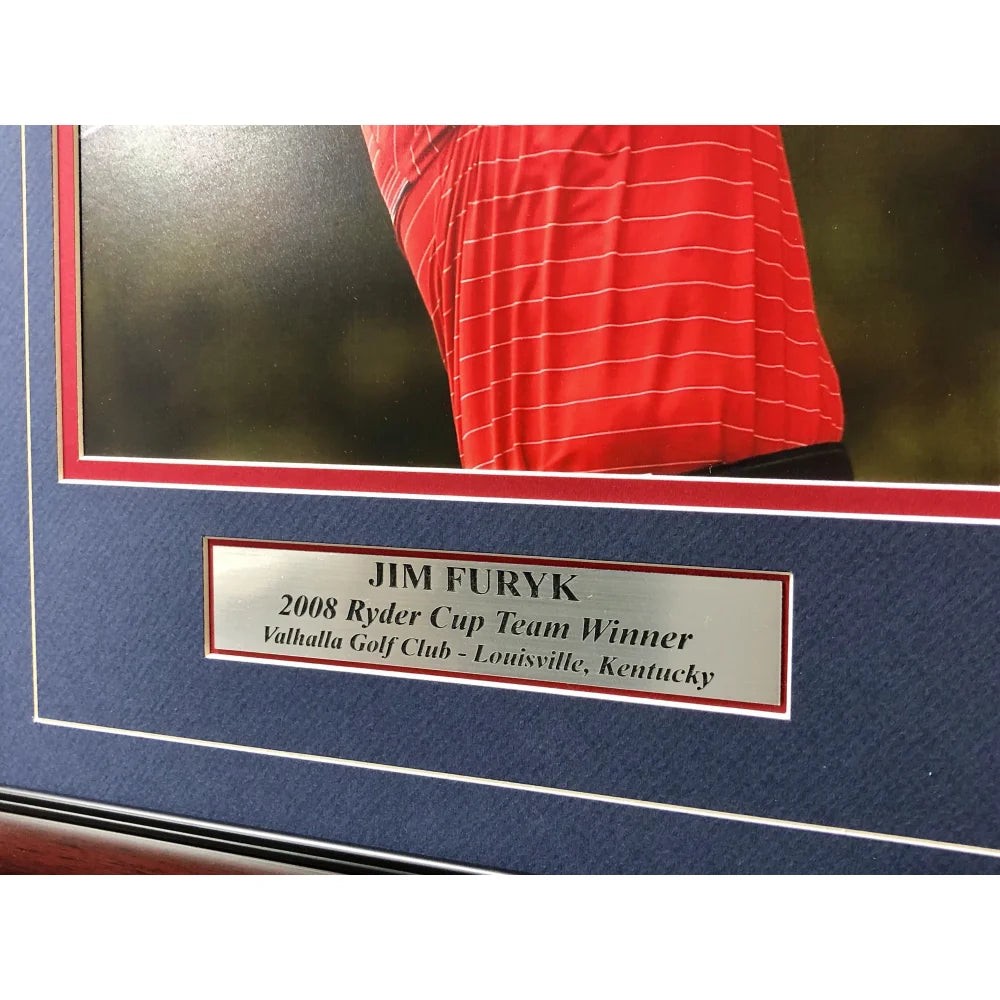 JIM FURYK
2008 Ryder Cup Team Winner
Valhalla Golf Club - Louisville, Kentucky